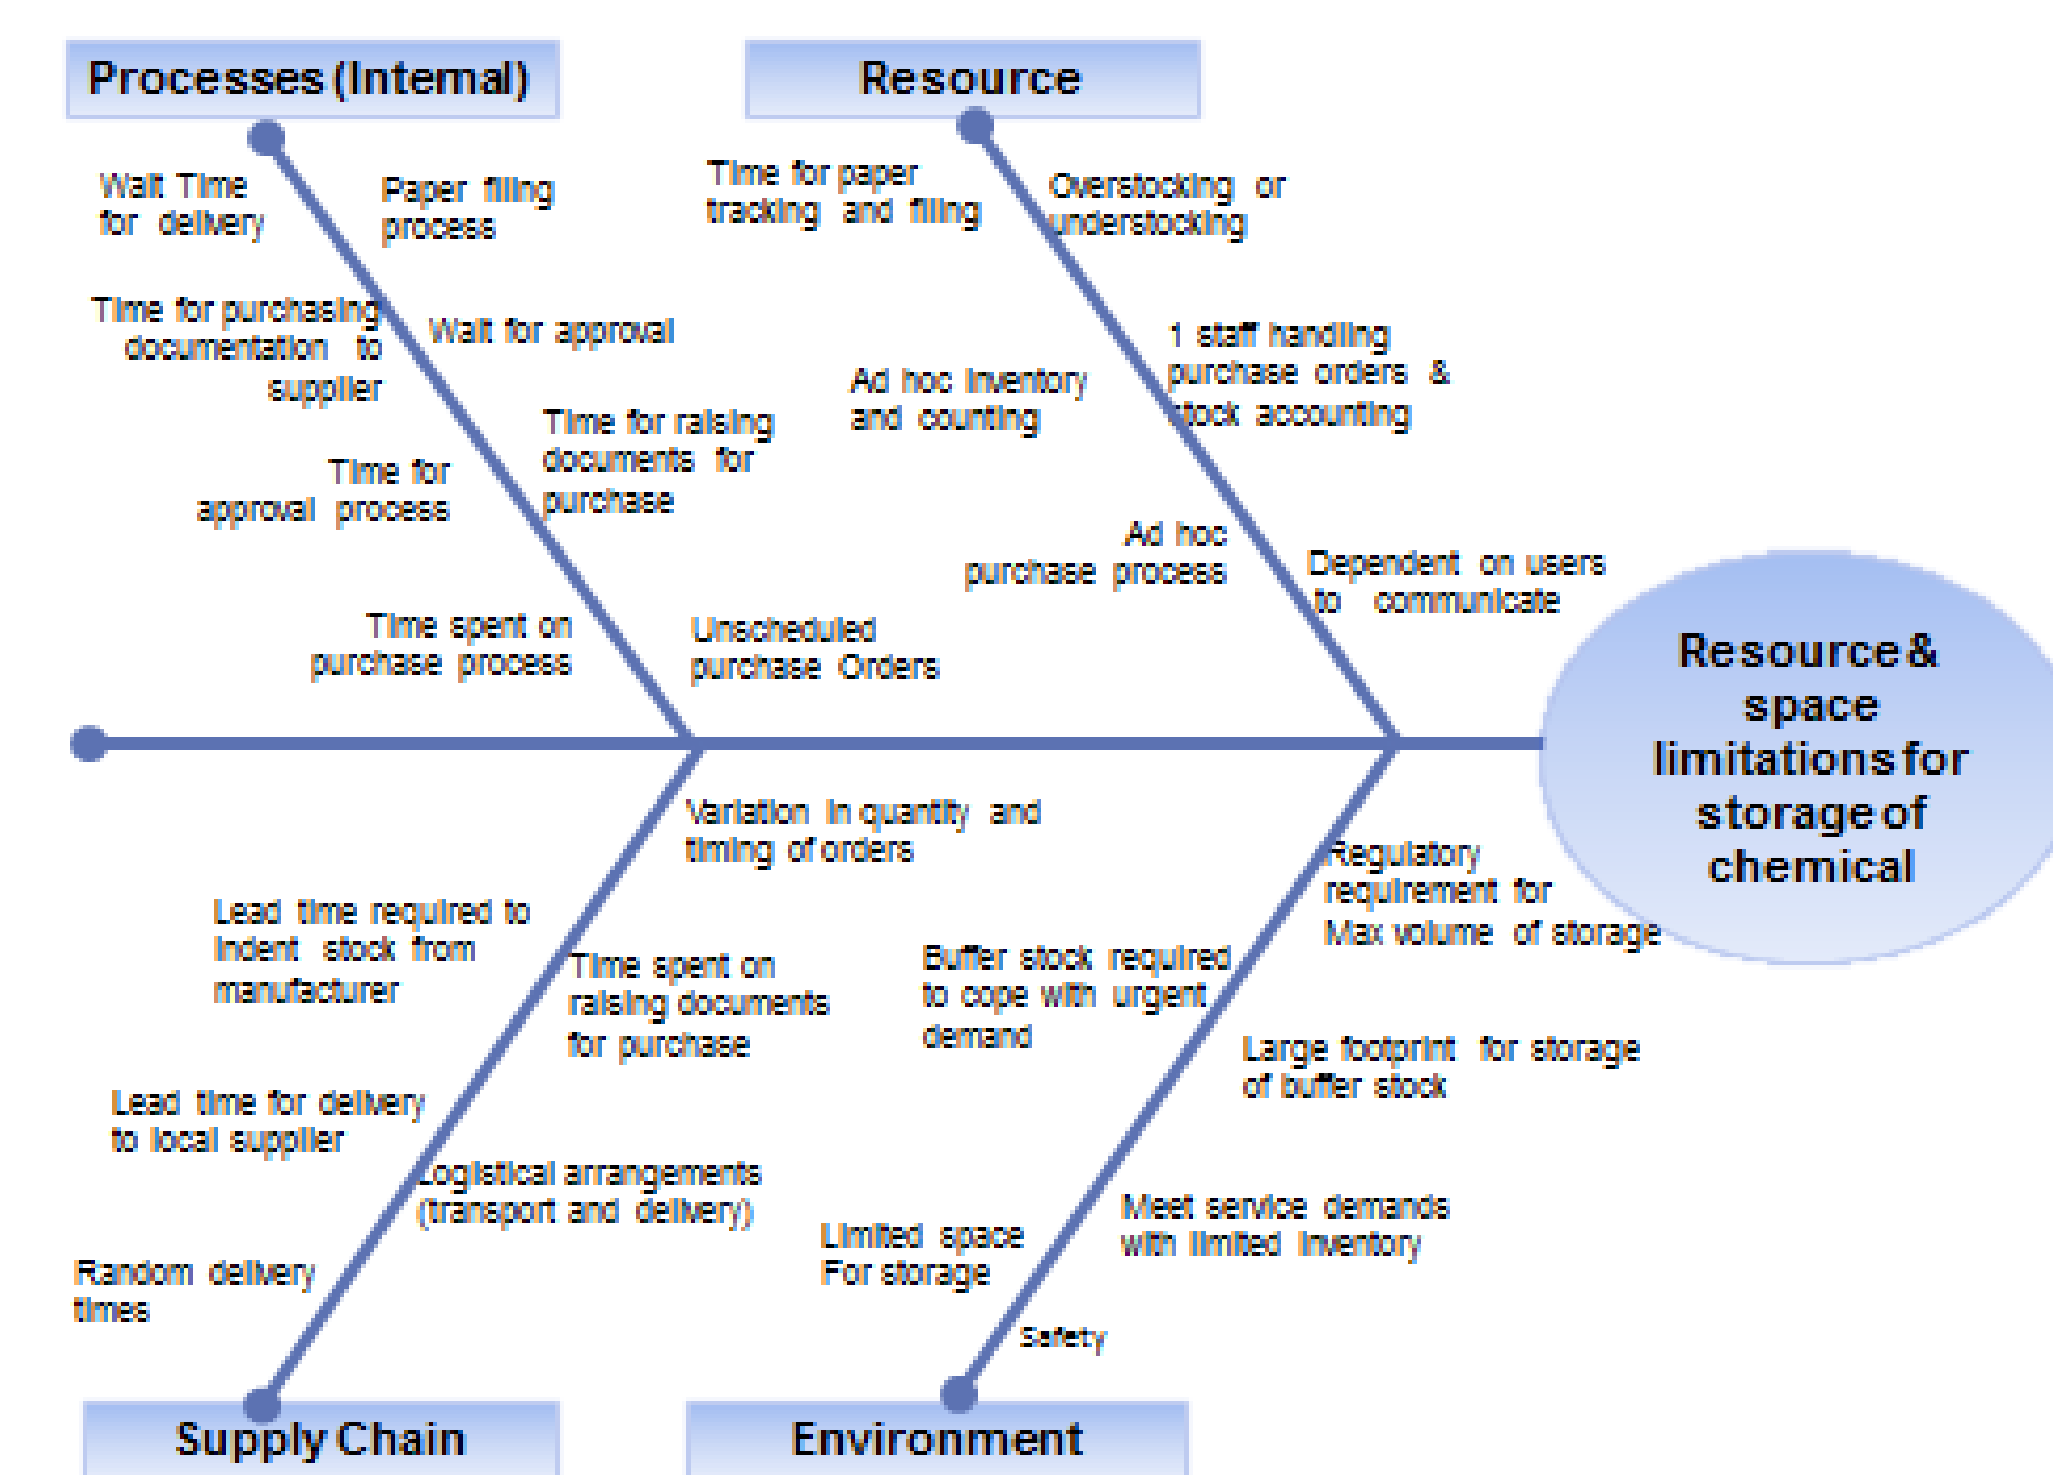 Processes (Internal)
Resource
Wait Time
for delivery
Paper filing
process
Time for purchasing
documentation to
supplier
Wait for approval
Time for
approval process
Time for raising
documents for
purchase
Time spent on
purchase process
Unscheduled
purchase Orders
Time for paper
tracking and filing
Overstocking or
understocking
Ad hoc inventory
and counting
1 staff handling
purchase orders &
stock accounting
Ad hoc
purchase process
Dependent on users
to communicate
Resource &
space
limitations for
storage of
chemical
Variation in quantity and
timing of orders
Lead time required to
indent stock from
manufacturer
Time spent on
raising documents
for purchase
Lead time for delivery
to local supplier
Logistical arrangements
(transport and delivery)
Random delivery
times
Regulatory
requirement for
Max volume of storage
Buffer stock required
to cope with urgent
demand
Large footprint for storage
of buffer stock
Meet service demands
with limited inventory
Limited space
For storage
Safety
Supply Chain
Environment